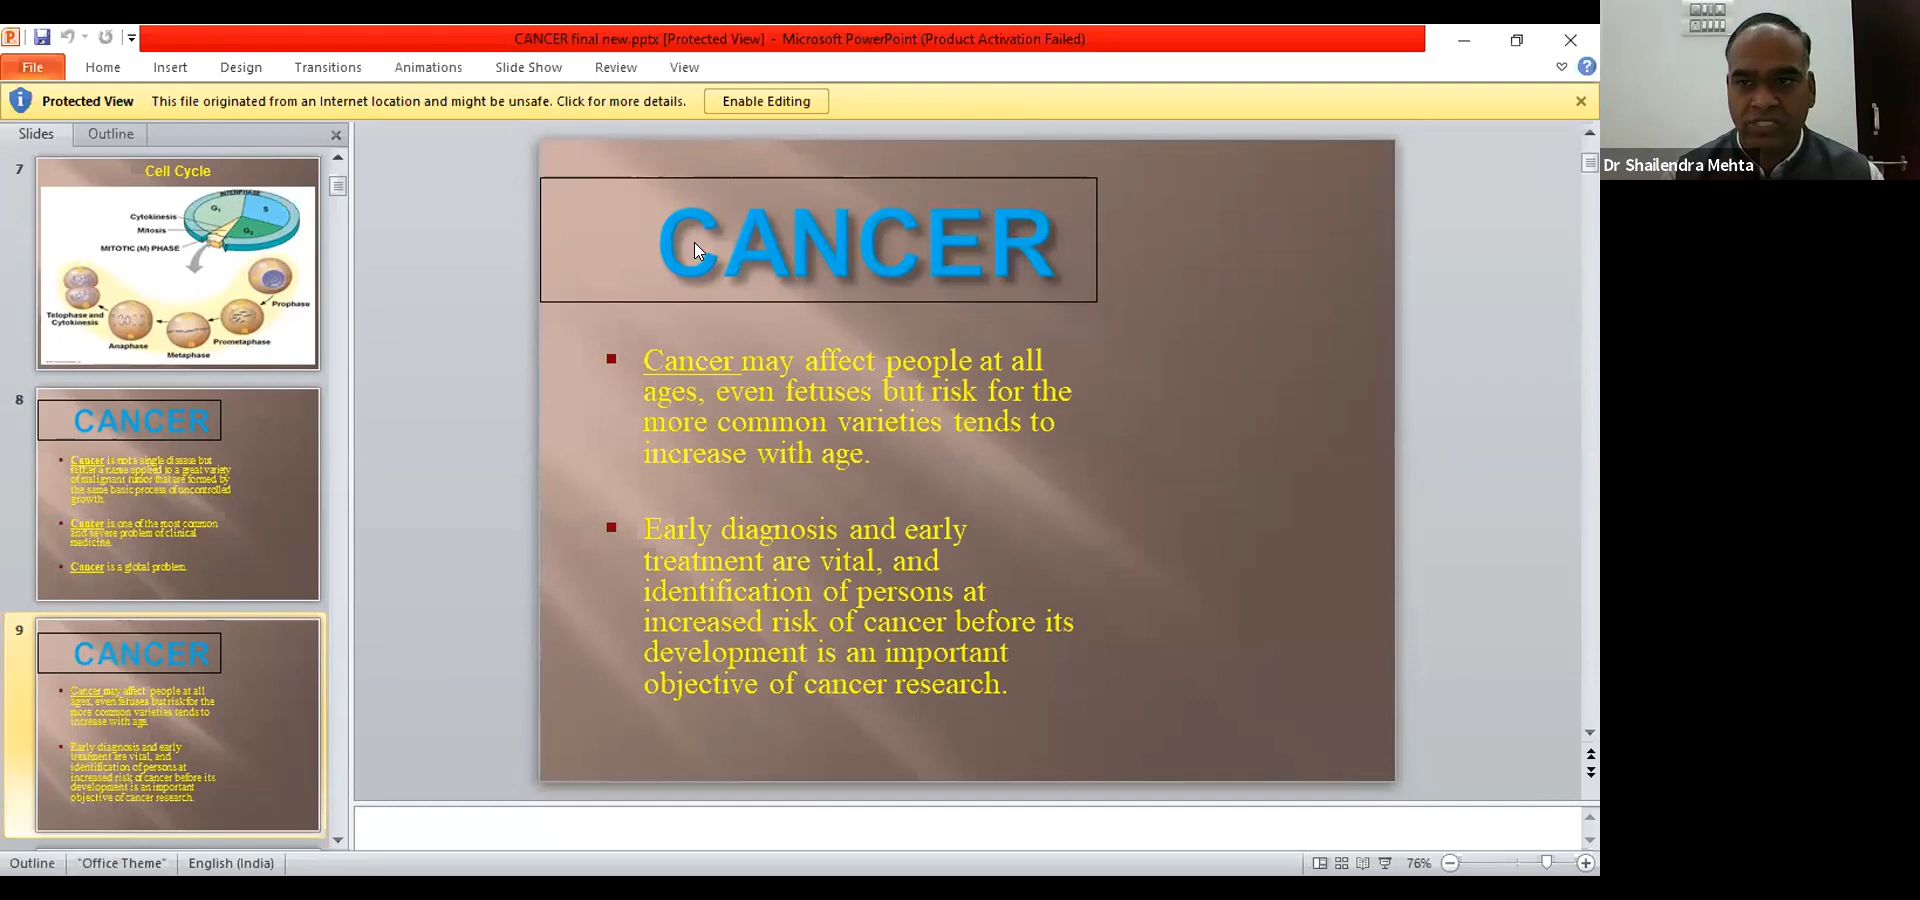 CANCER final new.pptx [Protected View] - Microsoft PowerPoint (Product Activation Failed)
File Home Insert Design Transitions Animations Slide Show Review View
Protected View This file originated from an Internet location and might be unsafe. Click for more details. Enable Editing
Slides Outline
7
Cell Cycle
INTERPHASE
G1
S
G2
Cytokinesis
Mitosis
MITOTIC (M) PHASE
Prophase
Telophase and
Cytokinesis
Prometaphase
Anaphase
Metaphase
8
CANCER
Cancer is not a single disease but
rather a name applied to a great variety
of malignant tumor that are formed by
the same basic process of uncontrolled
growth.
Cancer is one of the most common
and severe problem of clinical
medicine.
Cancer is a global problem.
9
CANCER
Cancer may affect people at all
ages, even fetuses but risk for the
more common varieties tends to
increase with age.
Early diagnosis and early
treatment are vital, and
identification of persons at
increased risk of cancer before its
development is an important
objective of cancer research.
CANCER
Cancer may affect people at all
ages, even fetuses but risk for the
more common varieties tends to
increase with age.
Early diagnosis and early
treatment are vital, and
identification of persons at
increased risk of cancer before its
development is an important
objective of cancer research.
Dr Shailendra Mehta
Outline "Office Theme" English (India) 76%